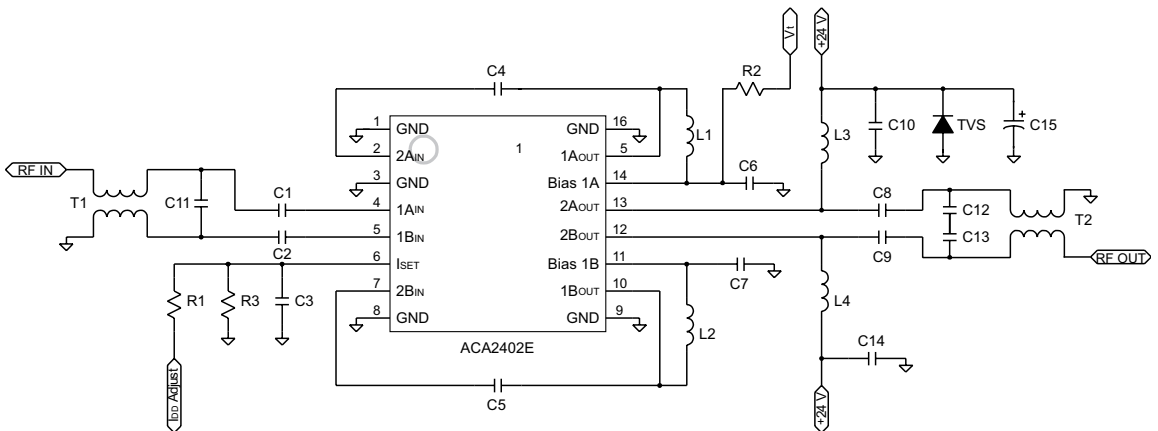 Vt
+24 V
C4
R2
1
GND
GND
16
L1
L3
C10
TVS
+
C15
1
2
2AIN
1AOUT
5
RF IN
3
GND
Bias 1A
14
C6
T1
C11
C1
4
1AIN
2AOUT
13
C8
C12
T2
5
1BIN
2BOUT
12
C13
C2
C9
6
ISET
Bias 1B
11
RF OUT
R1
R3
C3
7
2BIN
1BOUT
10
C7
L4
8
GND
GND
9
L2
ACA2402E
C14
IDD Adjust
C5
+24 V